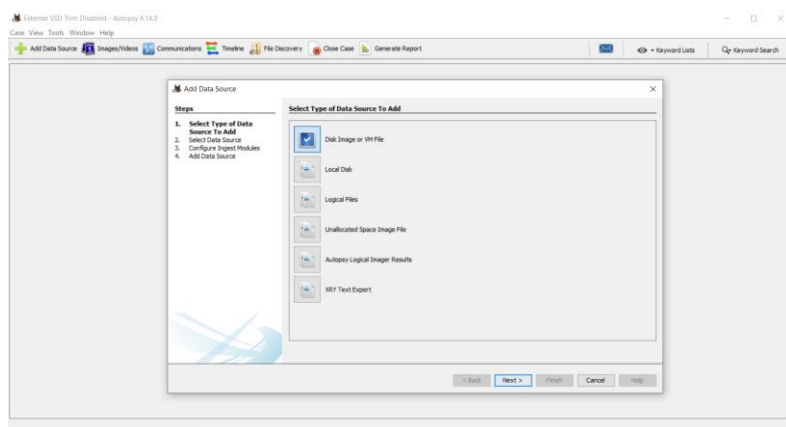 External SSD Trim Disabled - Autopsy 4.14.0
Case View Tools Window Help
Add Data Source Images/Videos Communications Timeline File Discovery Close Case Generate Report Keyword Lists Keyword Search
Add Data Source
Steps
Select Type of Data Source To Add
1. Select Type of Data
Source To Add
2. Select Data Source
3. Configure Ingest Modules
4. Add Data Source
Disk Image or VM File
Local Disk
Logical Files
Unallocated Space Image File
Autopsy Logical Imager Results
XRY Text Export
< Back Next > Finish Cancel Help